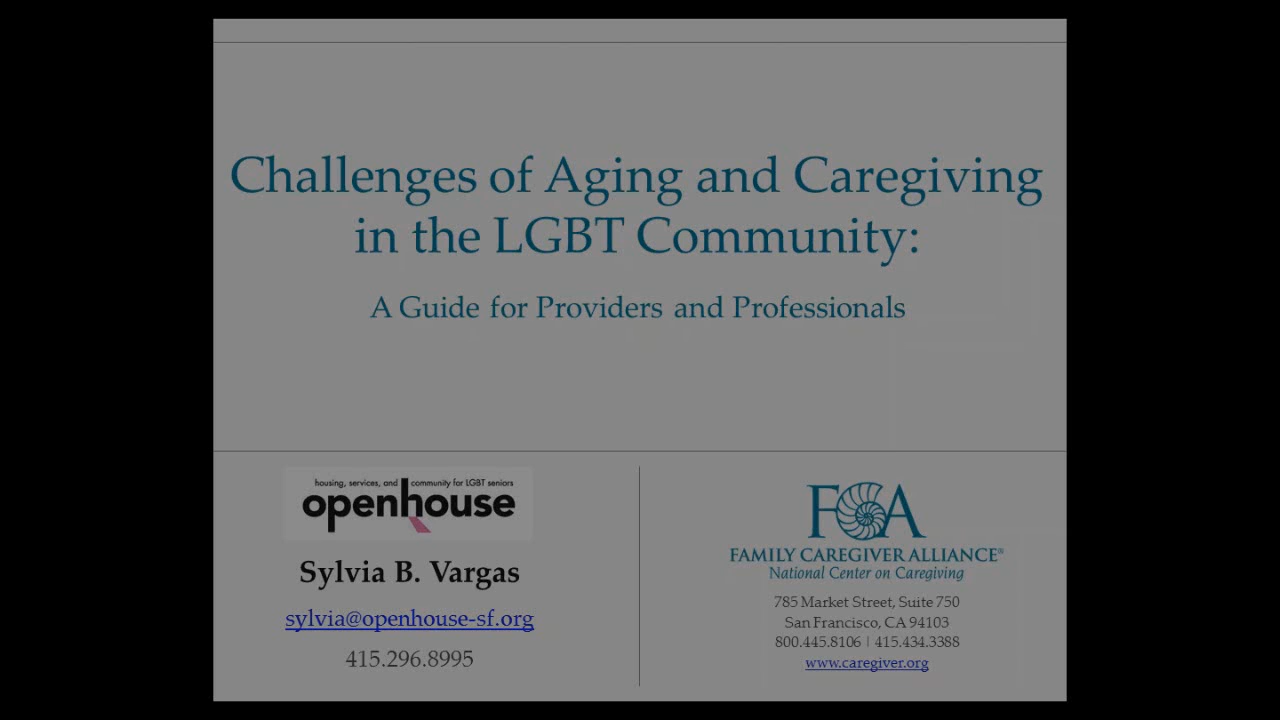 Challenges of Aging and Caregiving
in the LGBT Community:
A Guide for Providers and Professionals
housing, services, and community for LGBT seniors
openhouse
Sylvia B. Vargas
sylvia@openhouse-sf.org
415.296.8995
FCA
FAMILY CAREGIVER ALLIANCE®
National Center on Caregiving
785 Market Street, Suite 750
San Francisco, CA 94103
800.445.8106 | 415.434.3388
www.caregiver.org